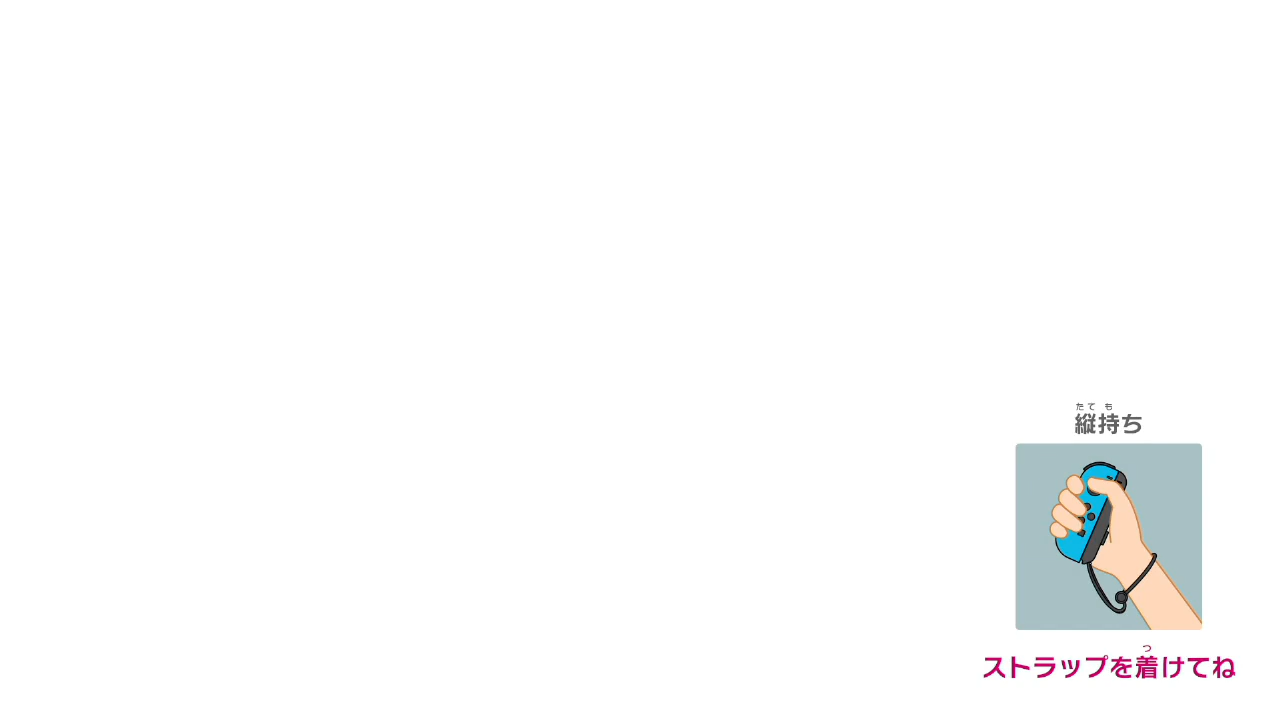 たて も
縦持ち
つ
ストラップを着けてね